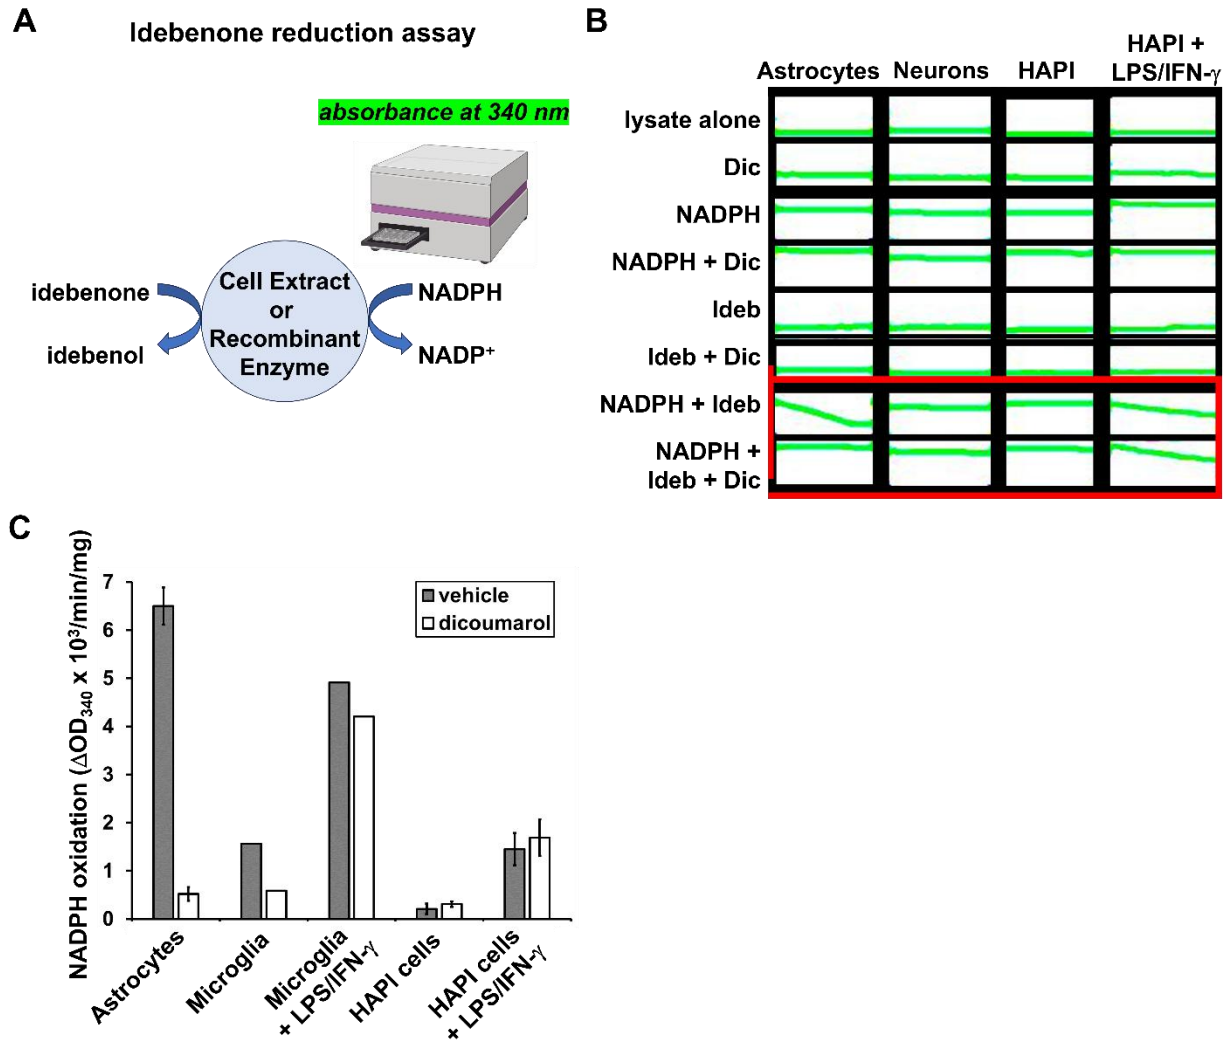 A
Idebenone reduction assay
absorbance at 340 nm
idebenone
idebenol
Cell Extract
or
Recombinant
Enzyme
NADPH
NADP⁺
B
Astrocytes
Neurons
HAPI
HAPI +
LPS/IFN-γ
lysate alone
Dic
NADPH
NADPH + Dic
Ideb
Ideb + Dic
NADPH + Ideb
NADPH +
Ideb + Dic
C
NADPH oxidation (ΔOD₃₄₀ x 10³/min/mg)
7
6
5
4
3
2
1
0
vehicle
dicoumarol
Astrocytes
Microglia
Microglia
+ LPS/IFN-γ
HAPI cells
HAPI cells
+ LPS/IFN-γ